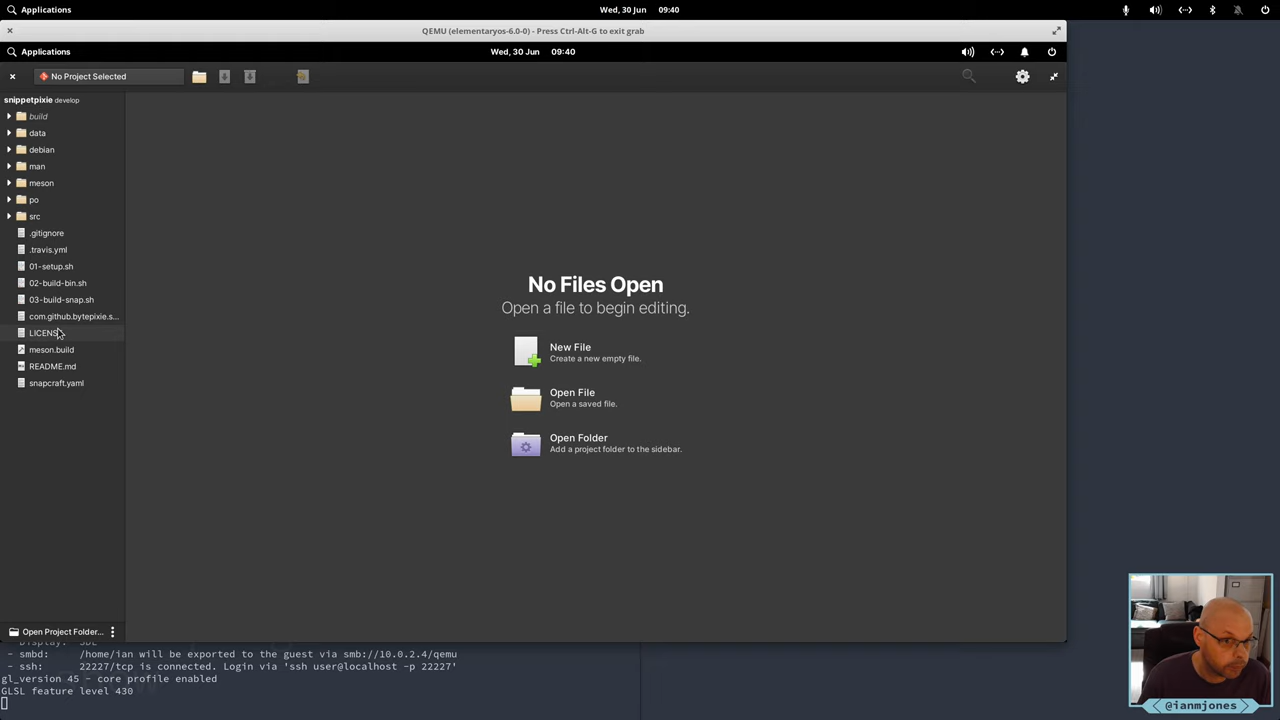 Applications
Wed, 30 Jun 09:40
QEMU (elementaryos-6.0-0) - Press Ctrl-Alt-G to exit grab
Applications
Wed, 30 Jun 09:40
No Project Selected
snippetpixie develop
build
data
debian
man
meson
po
src
.gitignore
.travis.yml
01-setup.sh
02-build-bin.sh
03-build-snap.sh
com.github.bytepixie.s...
LICENSE
meson.build
README.md
snapcraft.yaml
No Files Open
Open a file to begin editing.
New File
Create a new empty file.
Open File
Open a saved file.
Open Folder
Add a project folder to the sidebar.
Open Project Folder...
- Display: SDL
- smbd: /home/ian will be exported to the guest via smb://10.0.2.4/qemu
- ssh: 22227/tcp is connected. Login via 'ssh user@localhost -p 22227'
gl_version 45 - core profile enabled
GLSL feature level 430
@ianmjones